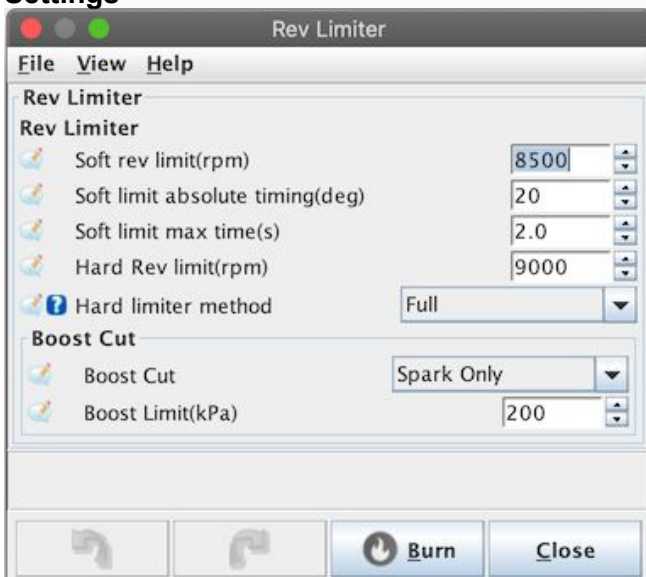 Settings
Rev Limiter
File View Help
Rev Limiter
Rev Limiter
Soft rev limit(rpm) 8500
Soft limit absolute timing(deg) 20
Soft limit max time(s) 2.0
Hard Rev limit(rpm) 9000
? Hard limiter method Full
Boost Cut
Boost Cut Spark Only
Boost Limit(kPa) 200
Burn Close